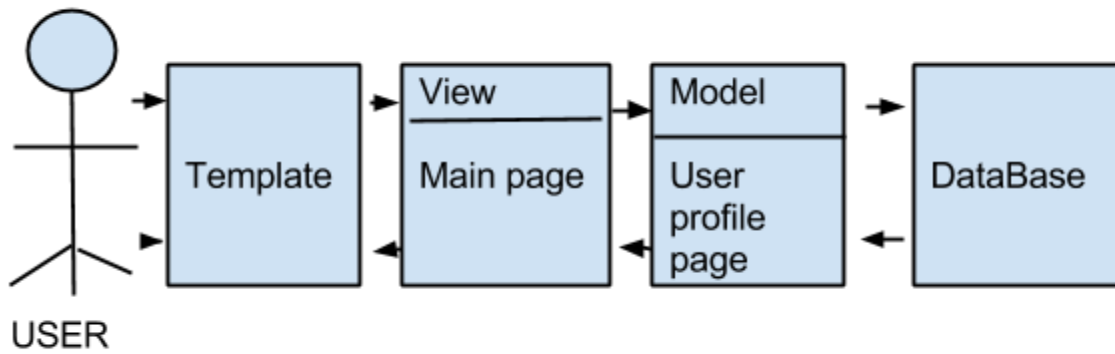 View
Model
Template
Main page
User
profile
page
DataBase
USER